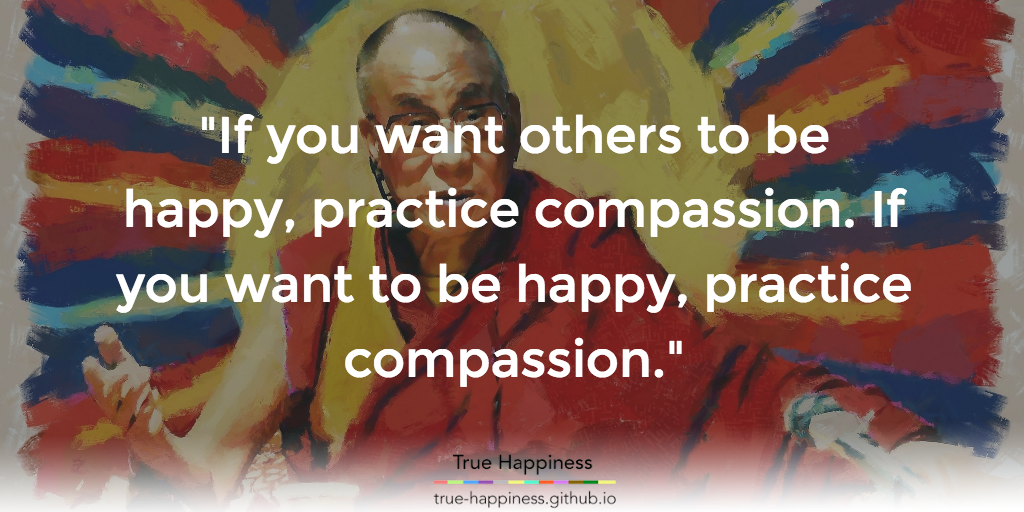 "If you want others to be
happy, practice compassion. If
you want to be happy, practice
compassion."
True Happiness
true-happiness.github.io